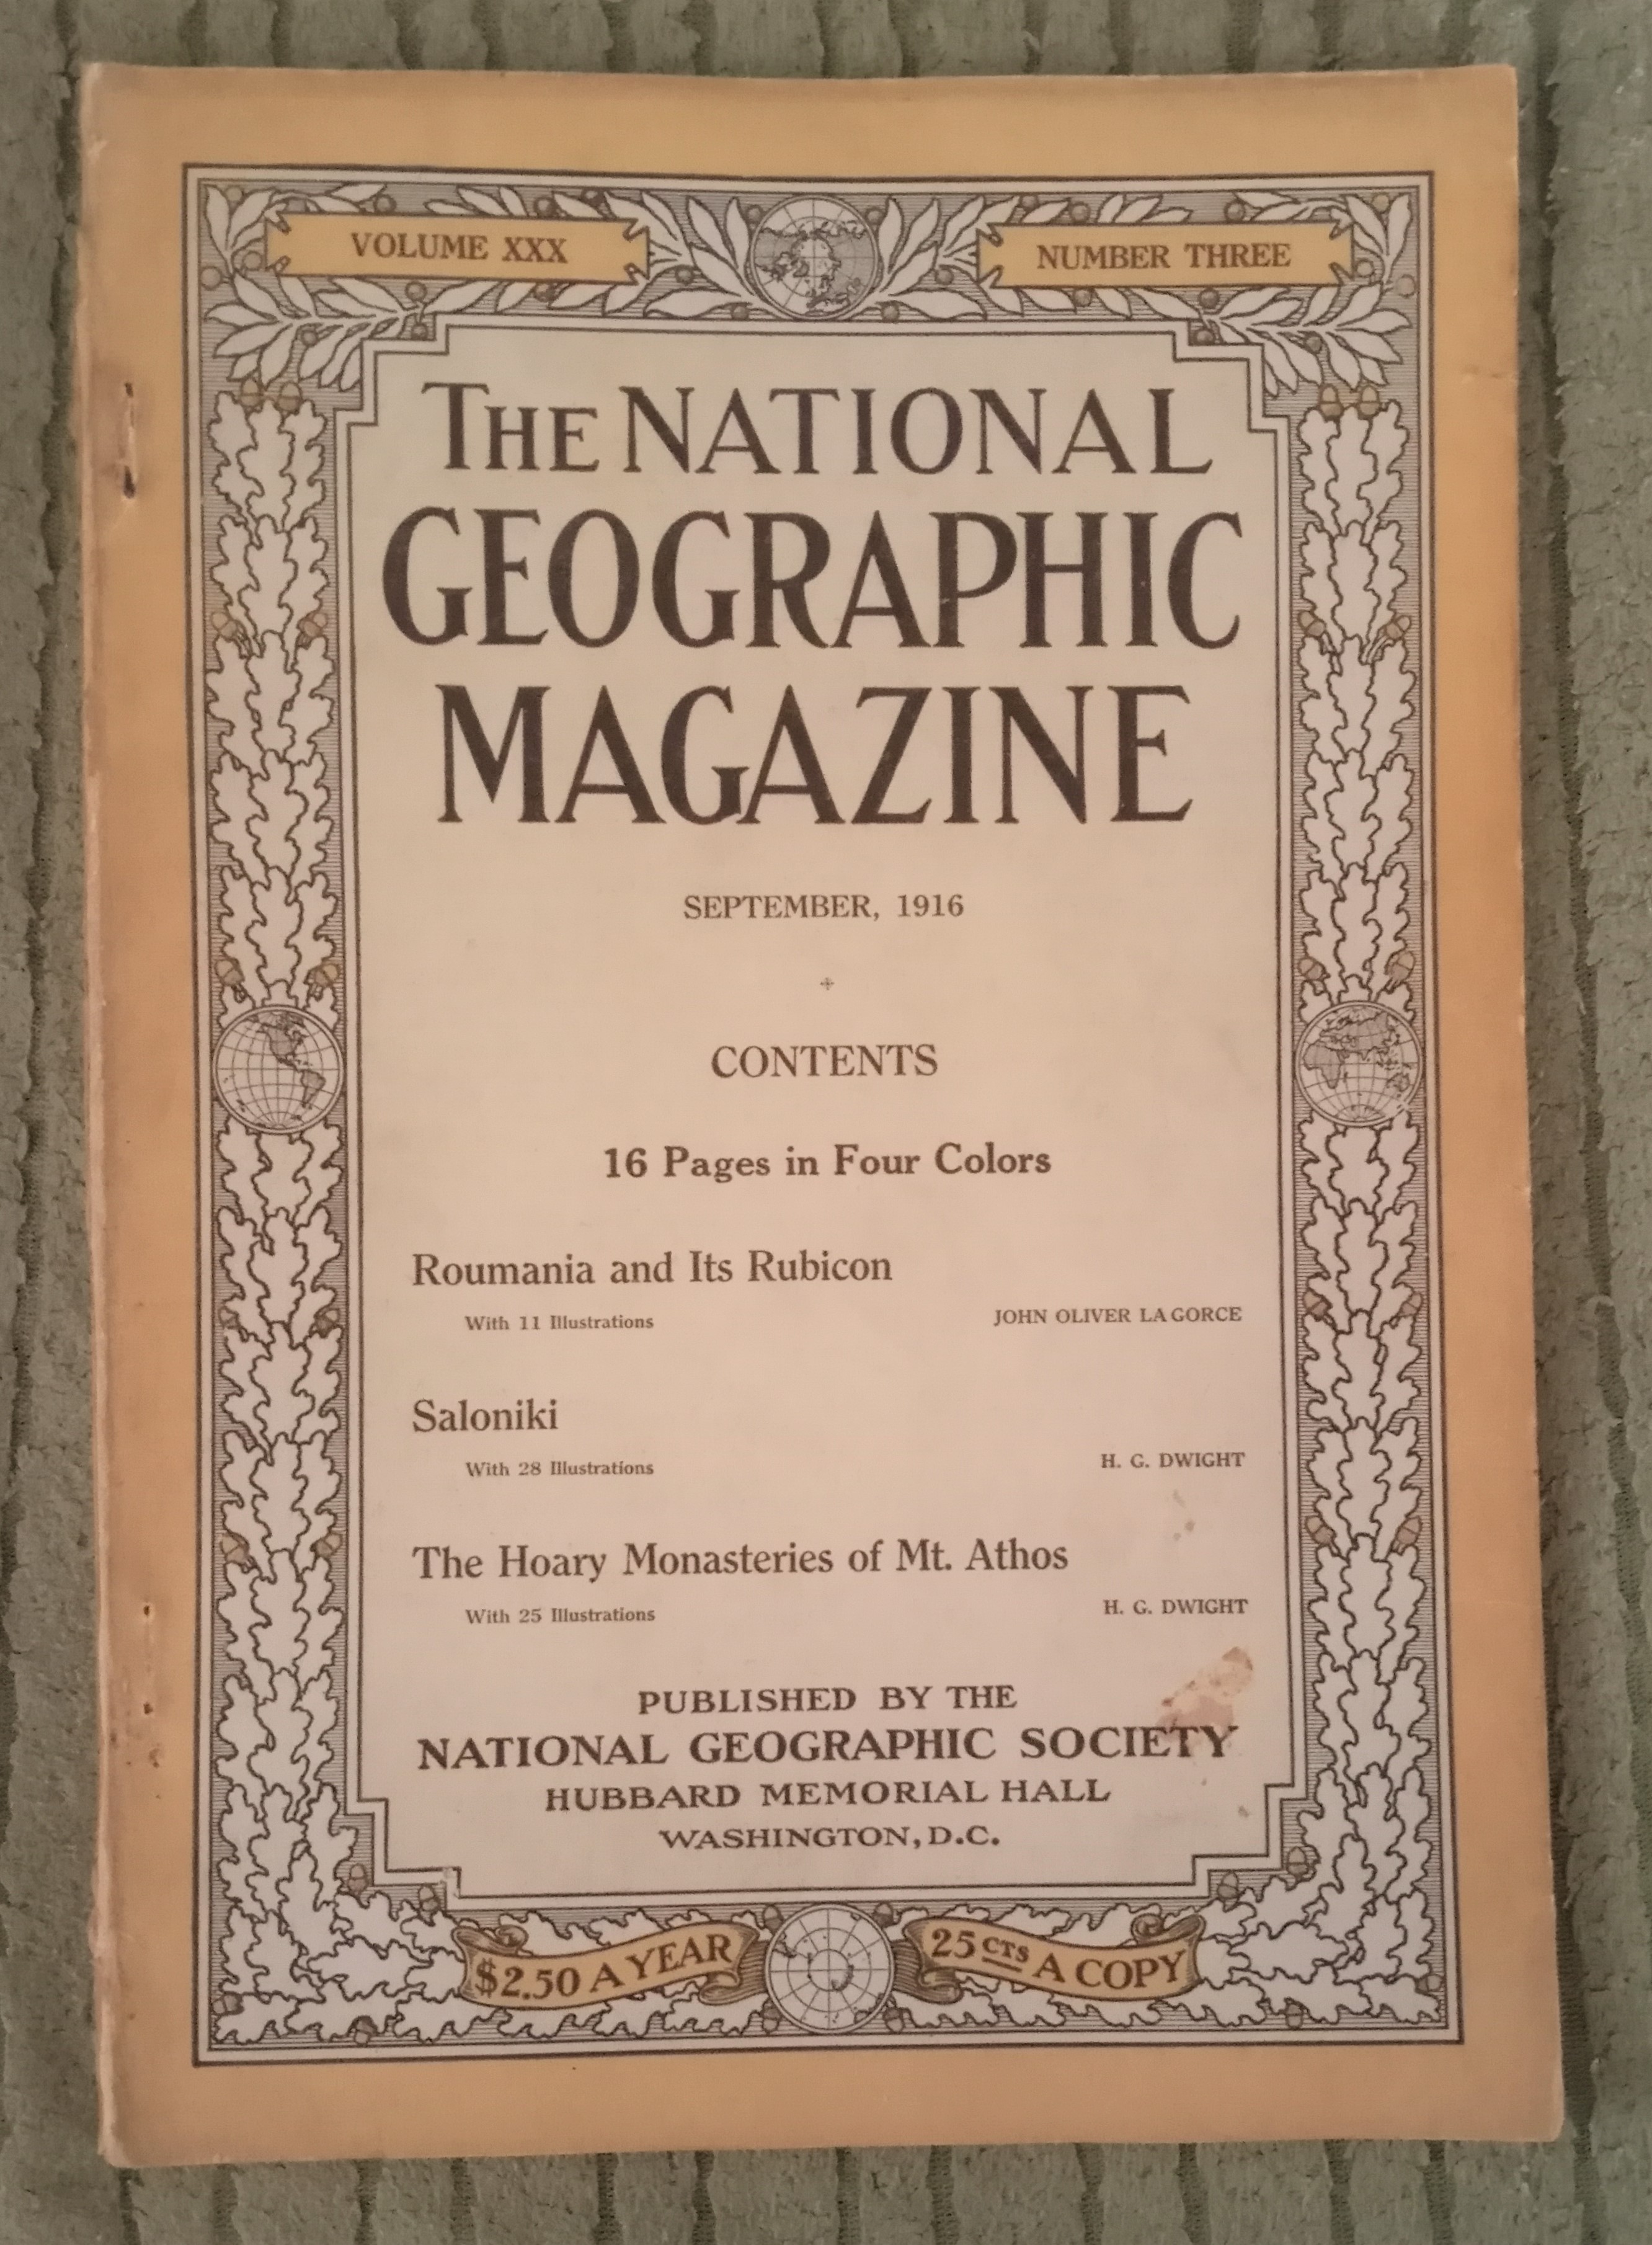 VOLUME XXX
NUMBER THREE
THE NATIONAL
GEOGRAPHIC
MAGAZINE
SEPTEMBER, 1916
CONTENTS
16 Pages in Four Colors
Roumania and Its Rubicon
With 11 Illustrations JOHN OLIVER LA GORCE
Saloniki
With 28 Illustrations H. G. DWIGHT
The Hoary Monasteries of Mt. Athos
With 25 Illustrations H. G. DWIGHT
PUBLISHED BY THE
NATIONAL GEOGRAPHIC SOCIETY
HUBBARD MEMORIAL HALL
WASHINGTON, D.C.
$2.50 A YEAR
25 CTS A COPY